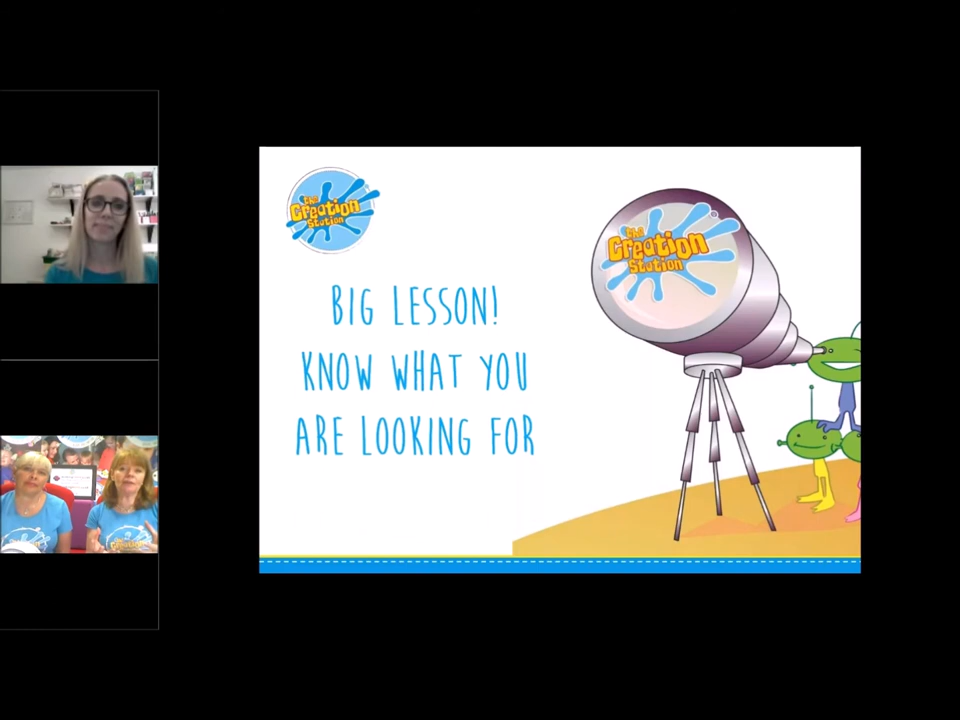 the
Creation
Station
BIG LESSON!
KNOW WHAT YOU
ARE LOOKING FOR
the
Creation
Station